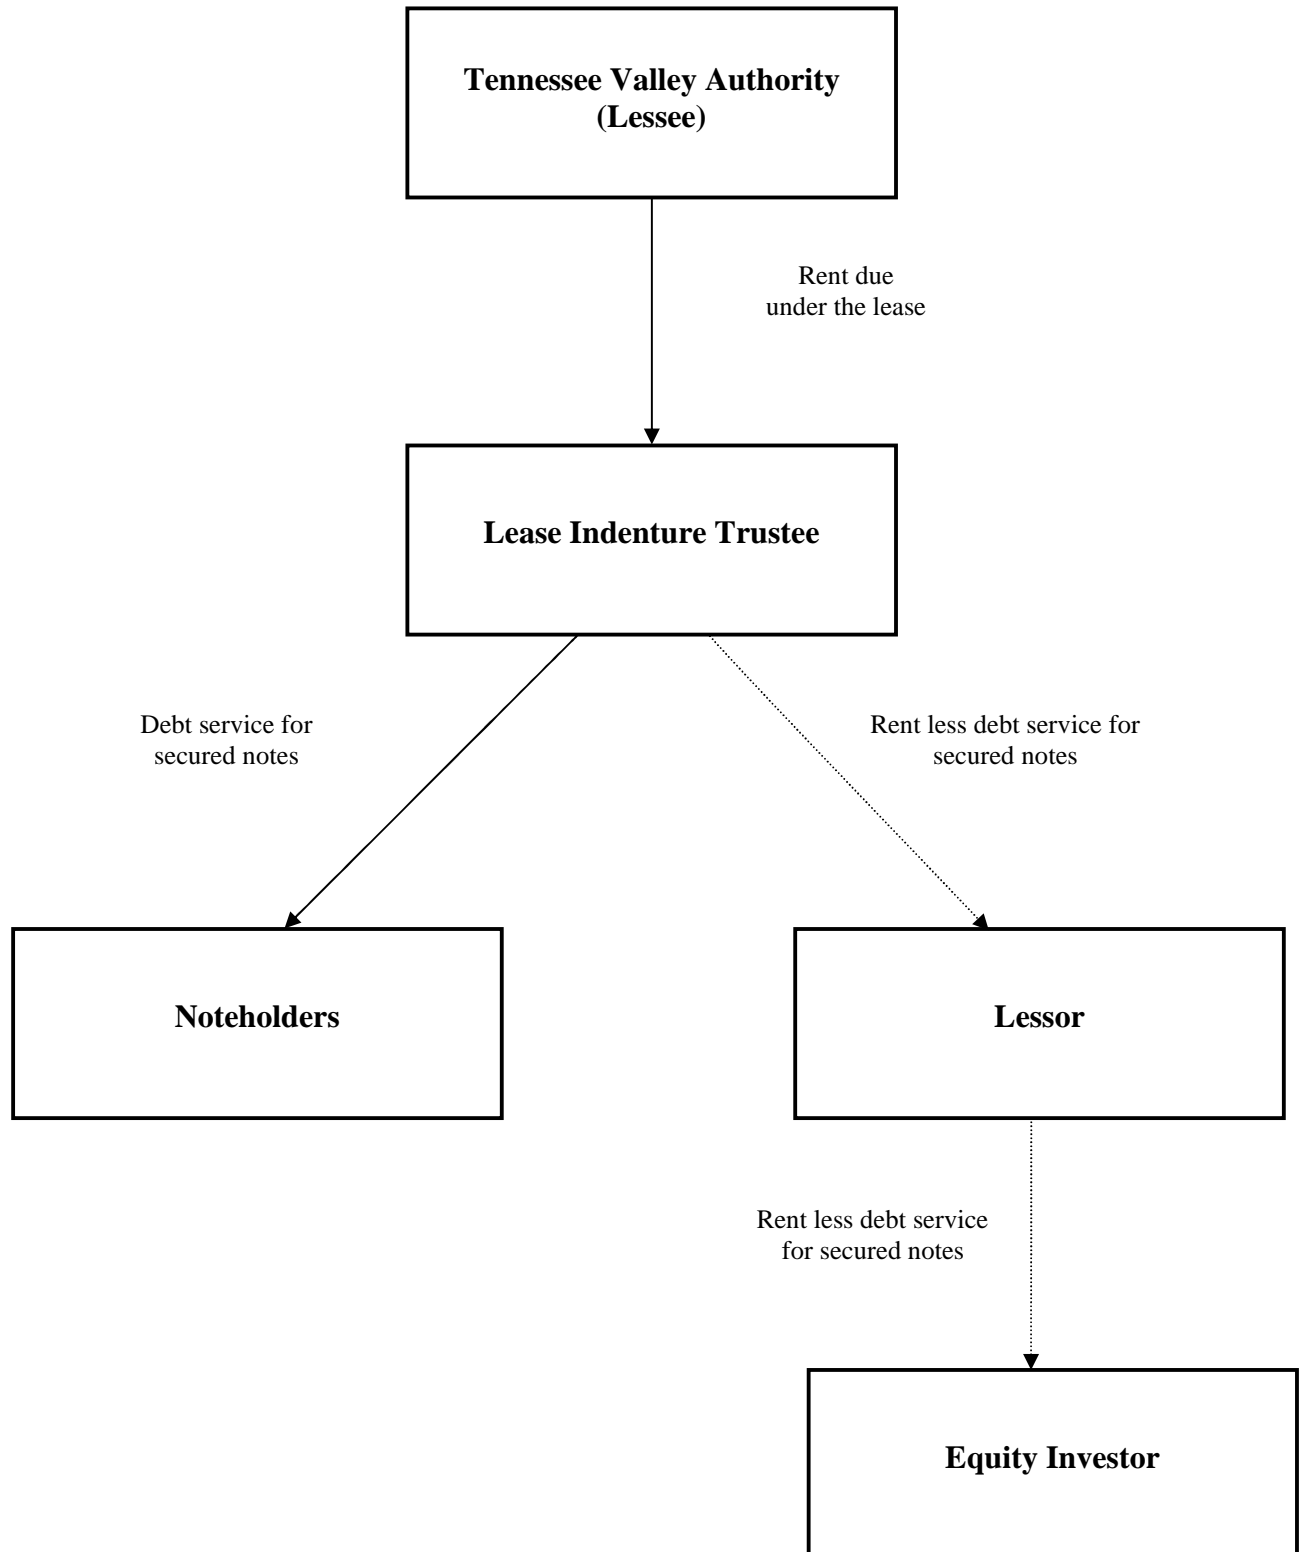 Tennessee Valley Authority
(Lessee)
Rent due
under the lease
Lease Indenture Trustee
Debt service for
secured notes
Rent less debt service for
secured notes
Noteholders
Lessor
Rent less debt service
for secured notes
Equity Investor